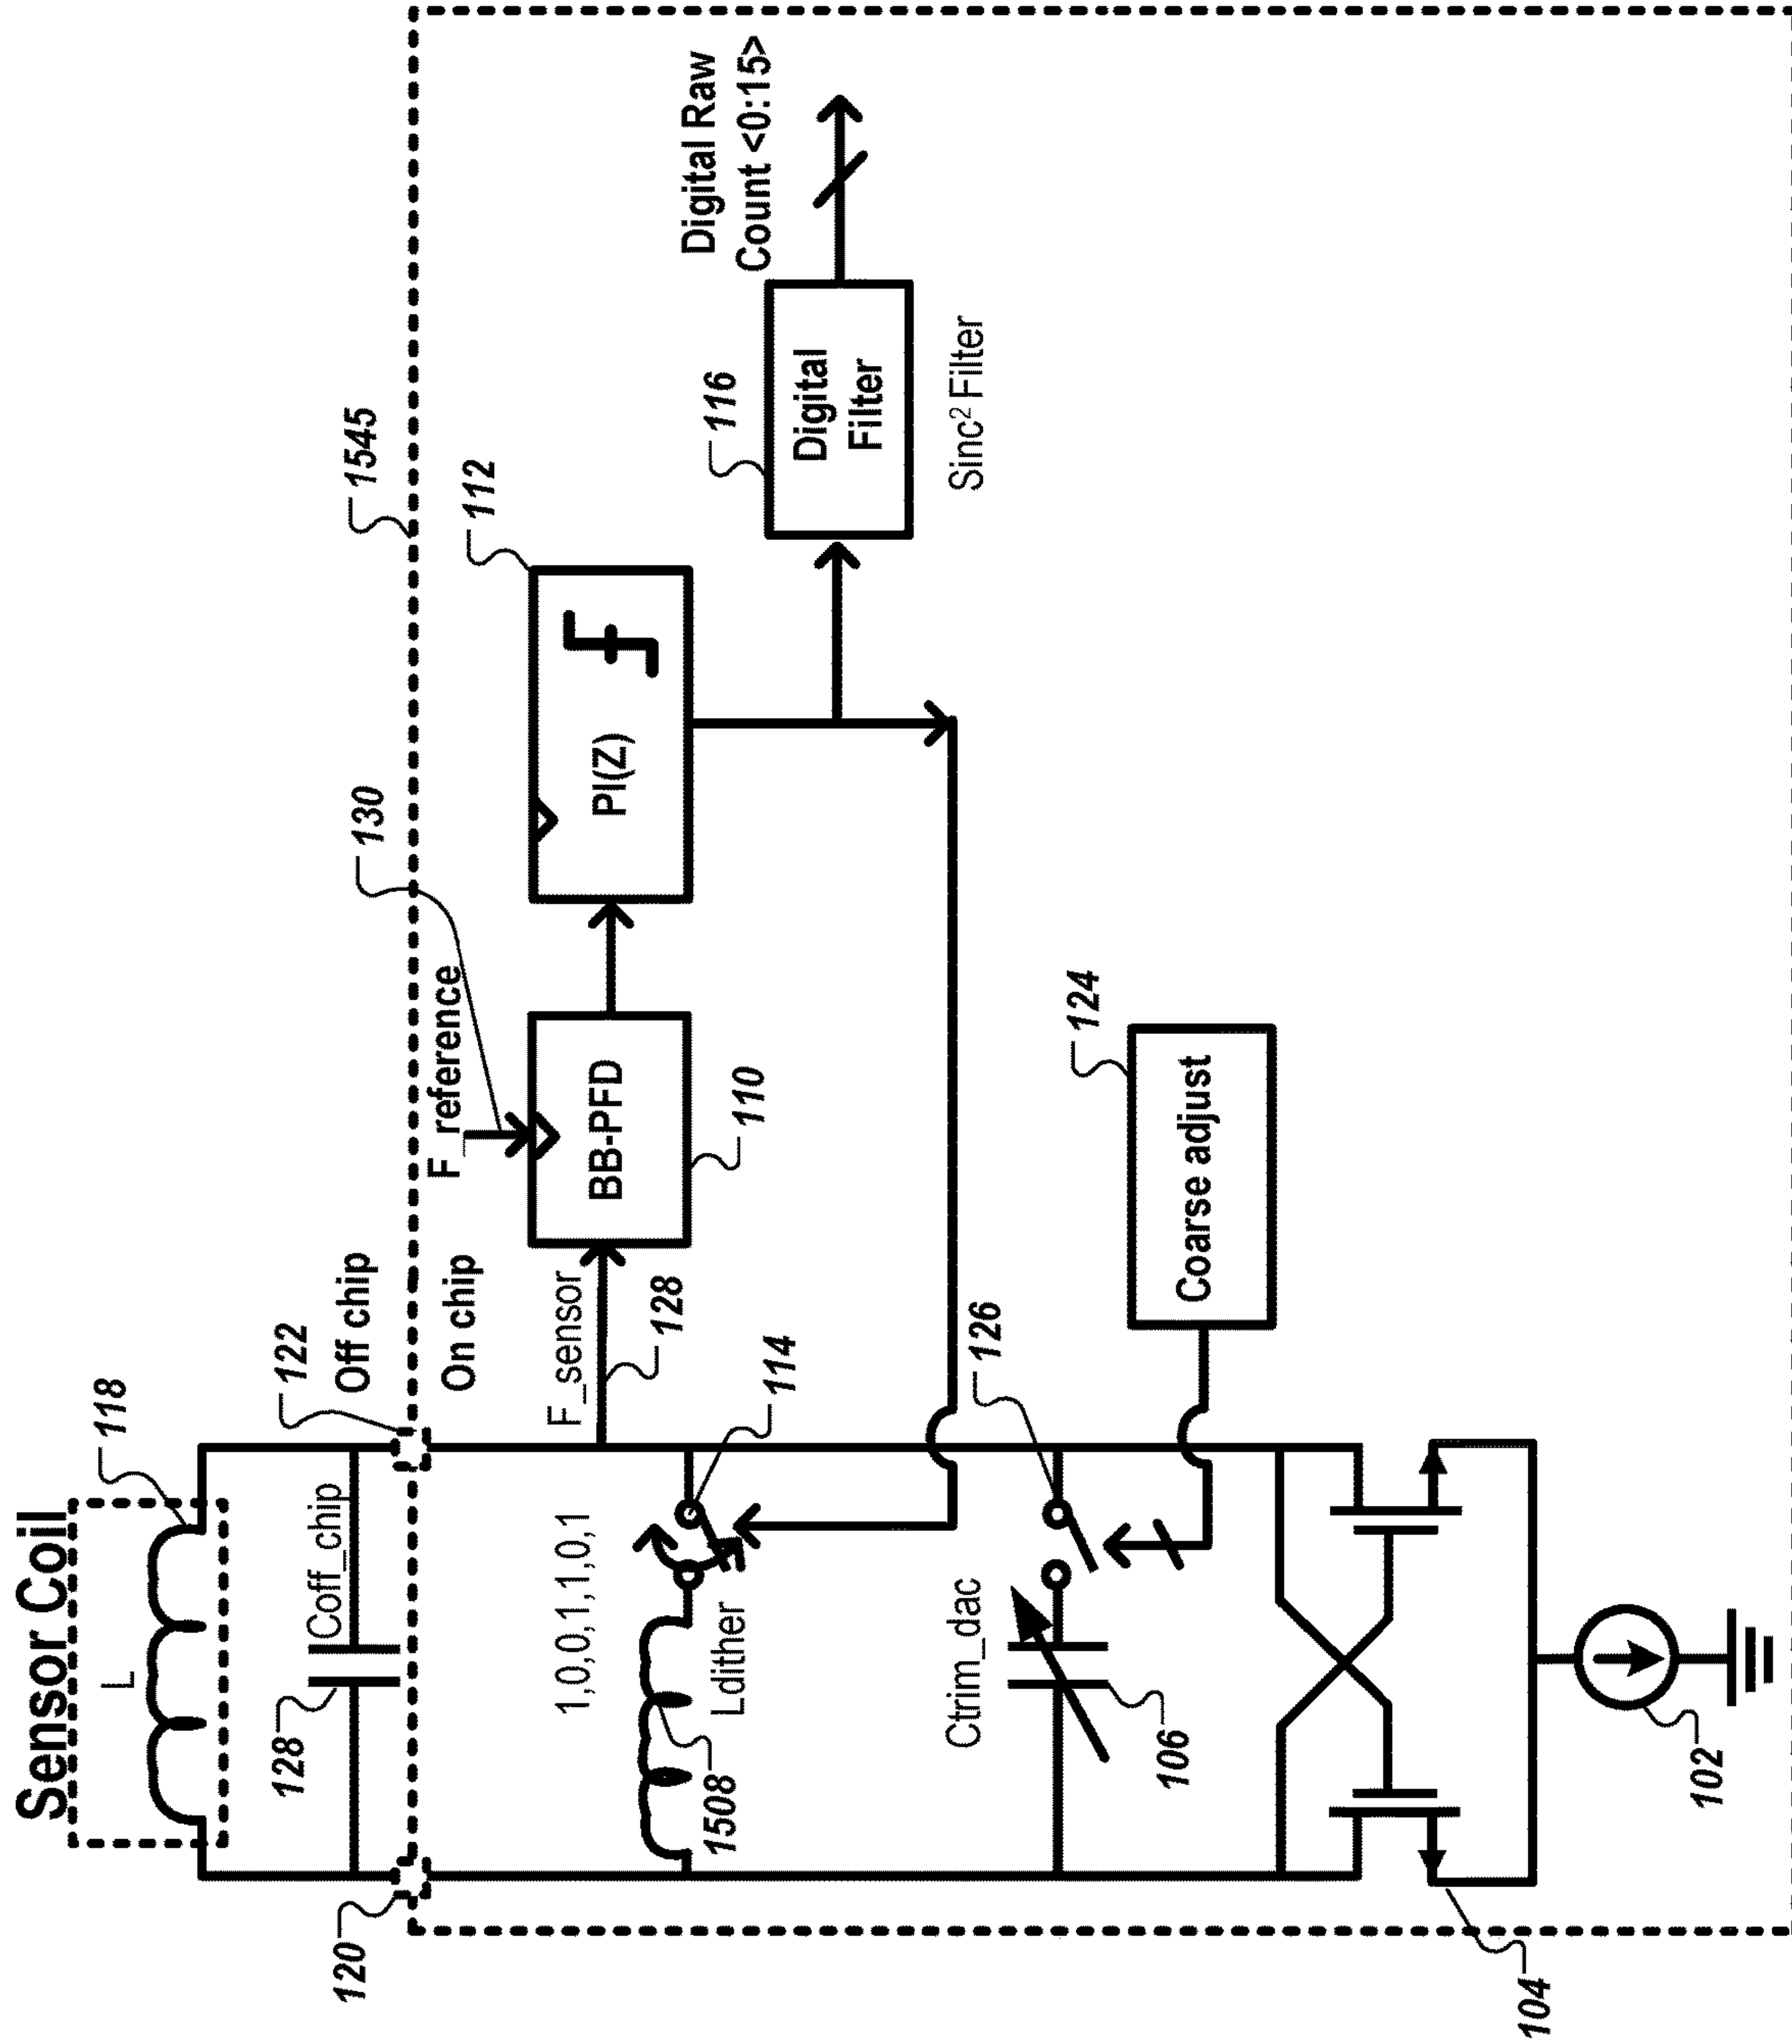 Sensor Coil
L
118
Coff_chip
128
120
122
Off chip
On chip
1545
130
F_reference
F_sensor
128
BB-PFD
110
PI(Z)
112
116
Digital
Filter
Sinc² Filter
Digital Raw
Count <0:15>
1,0,0,1,1,0,1
114
Ldither
1508
126
Ctrim_dac
106
124
Coarse adjust
104
102